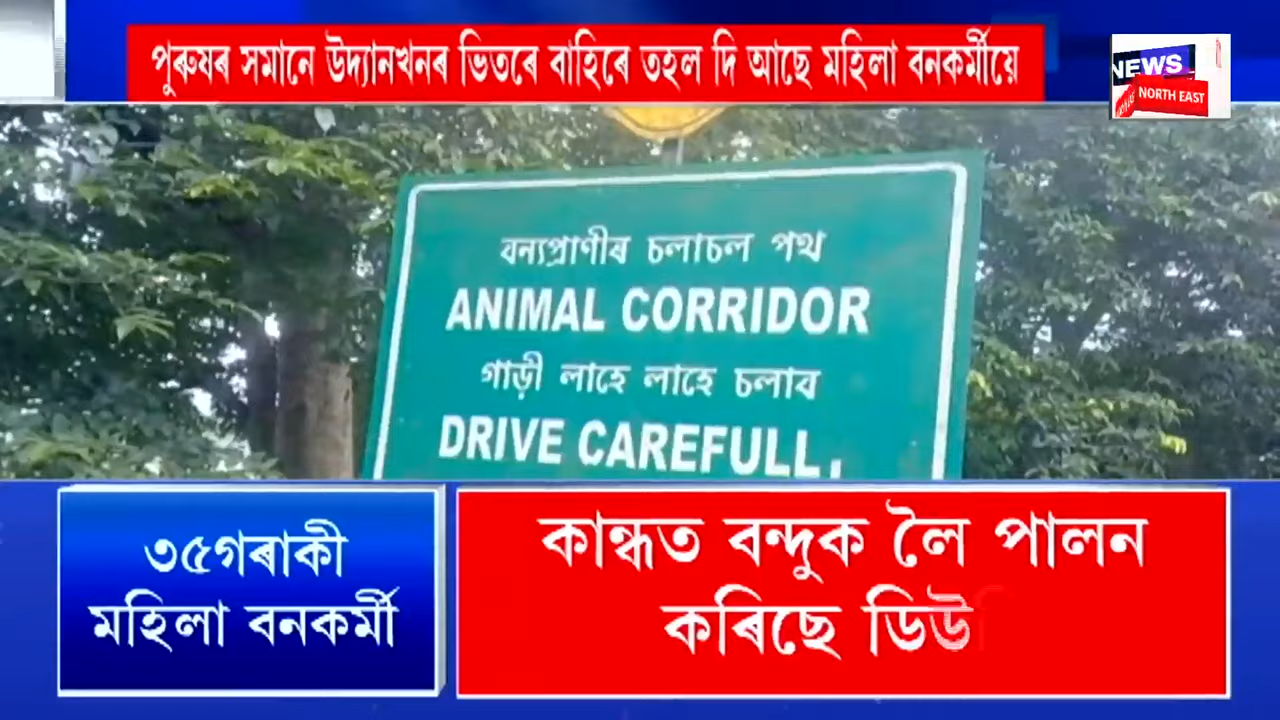 পুৰুষৰ সমানে উদ্যানখনৰ ভিতৰে বাহিৰে তহল দি আছে মহিলা বনকৰ্মীয়ে
NEWS
NORTH EAST
বন্যপ্ৰাণীৰ চলাচল পথ
ANIMAL CORRIDOR
গাড়ী লাহে লাহে চলাব
DRIVE CAREFULL
৩৫গৰাকী
মহিলা বনকৰ্মী
কান্ধত বন্দুক লৈ পালন
কৰিছে ডিউ